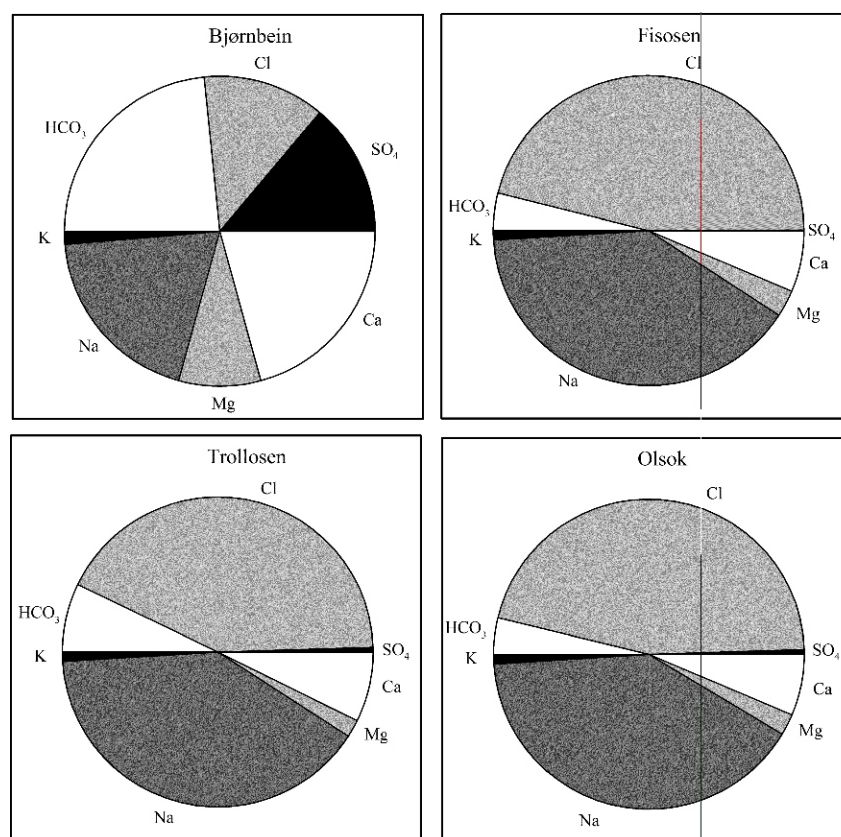 Bjørnbein
Cl
HCO₃
SO₄
K
Na
Ca
Mg
Fisosen
Cl
HCO₃
K
SO₄
Ca
Mg
Na
Trollosen
Cl
HCO₃
K
SO₄
Ca
Mg
Na
Olsok
Cl
HCO₃
K
SO₄
Ca
Mg
Na